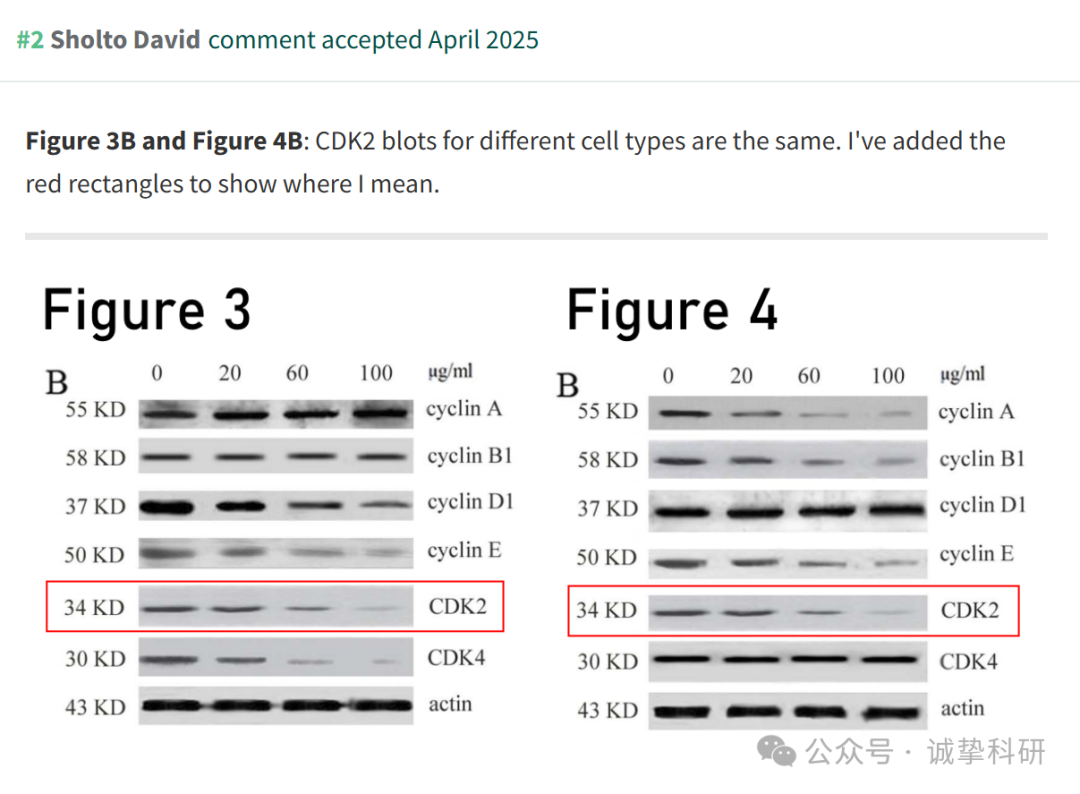 #2 Sholto David comment accepted April 2025
Figure 3B and Figure 4B: CDK2 blots for different cell types are the same. I've added the
red rectangles to show where I mean.
Figure 3
B 0 20 60 100 μg/ml
55 KD cyclin A
58 KD cyclin B1
37 KD cyclin D1
50 KD cyclin E
34 KD CDK2
30 KD CDK4
43 KD actin
Figure 4
B 0 20 60 100 μg/ml
55 KD cyclin A
58 KD cyclin B1
37 KD cyclin D1
50 KD cyclin E
34 KD CDK2
30 KD CDK4
43 KD actin
公众号 · 诚挚科研